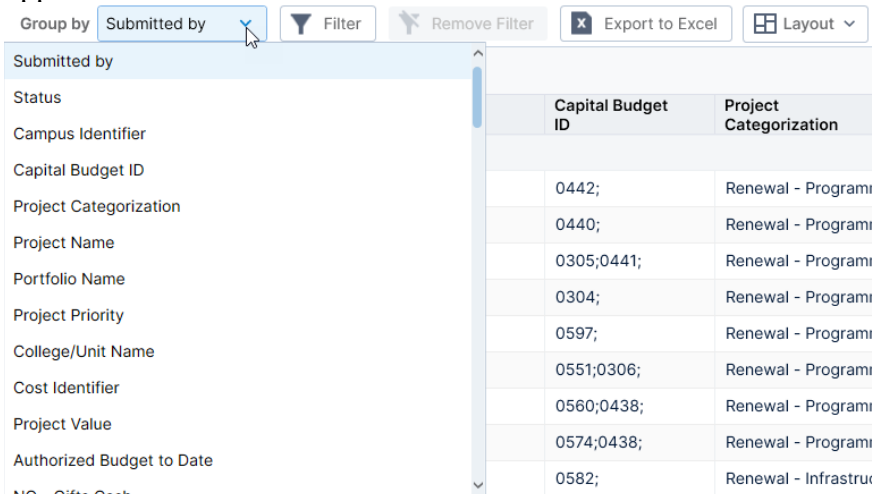 Group by Submitted by Filter Remove Filter Export to Excel Layout
Submitted by
Status
Campus Identifier
Capital Budget ID
Project Categorization
Project Name
Portfolio Name
Project Priority
College/Unit Name
Cost Identifier
Project Value
Authorized Budget to Date
Capital Budget
ID
Project
Categorization
0442; Renewal - Programm
0440; Renewal - Programm
0305;0441; Renewal - Programm
0304; Renewal - Programm
0597; Renewal - Programm
0551;0306; Renewal - Programm
0560;0438; Renewal - Programm
0574;0438; Renewal - Programm
0582; Renewal - Infrastruc